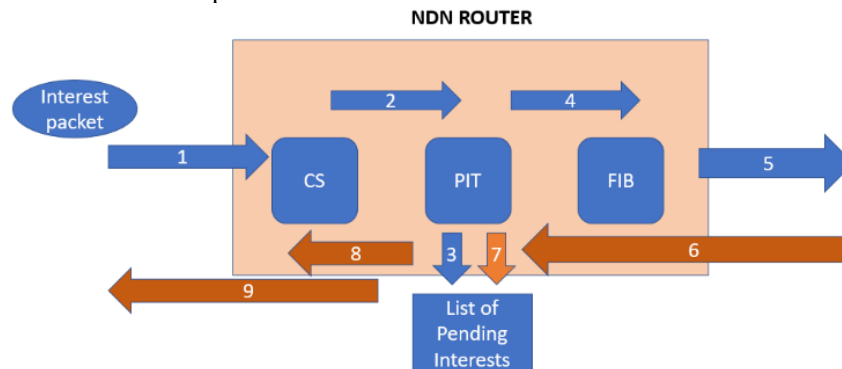 NDN ROUTER
Interest
packet
2
4
1
CS
PIT
FIB
5
8
3
7
6
9
List of
Pending
Interests